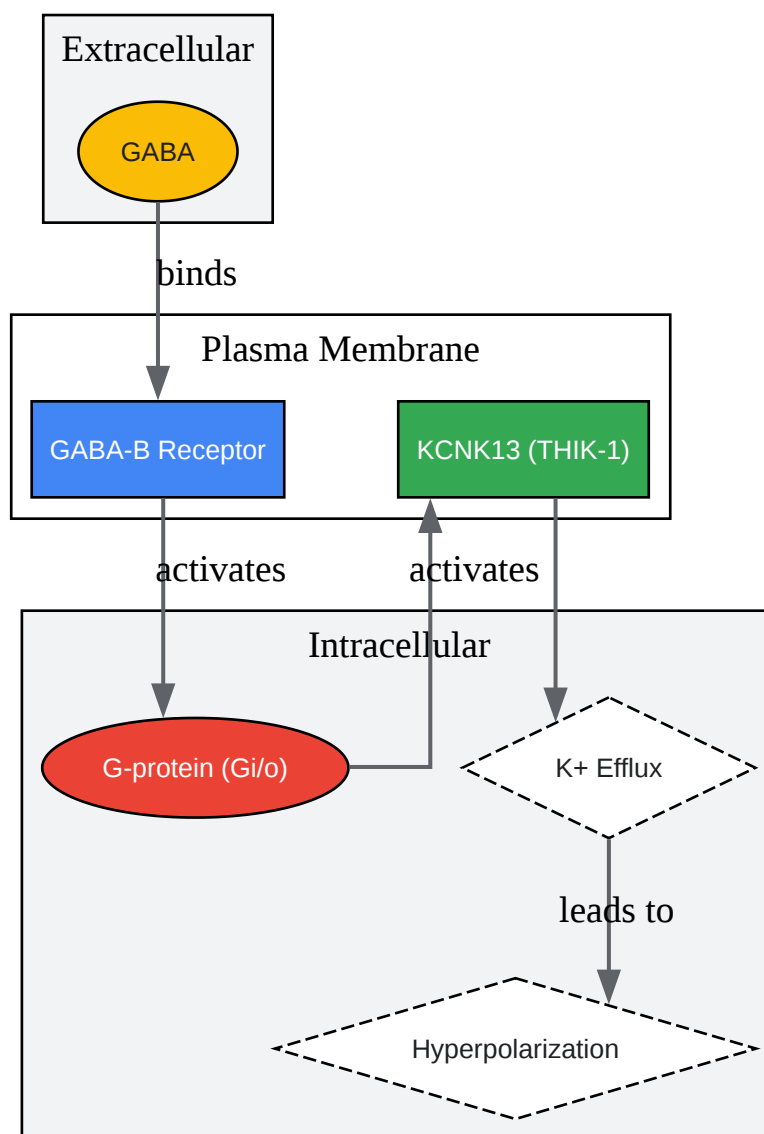 Extracellular
GABA
binds
Plasma Membrane
GABA-B Receptor
KCNK13 (THIK-1)
activates
activates
Intracellular
G-protein (Gi/o)
K+ Efflux
leads to
Hyperpolarization